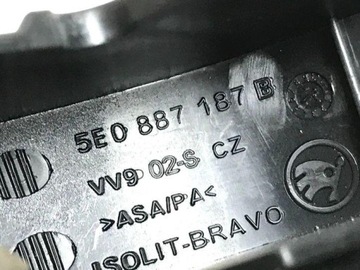 5E0 887 187 B
VV9 02-S CZ
>ASA/PA<
ISOLIT-BRAVO